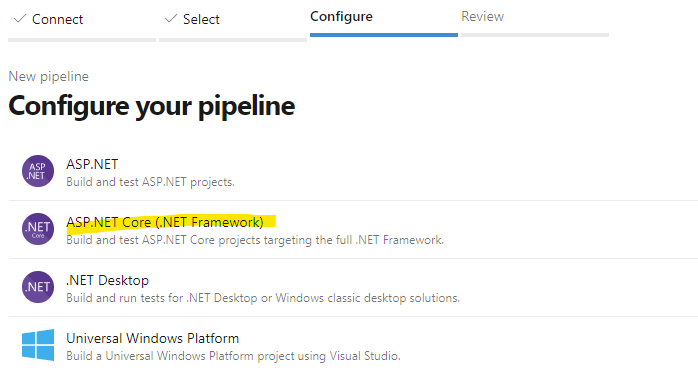 Connect
Select
Configure
Review
New pipeline
Configure your pipeline
ASP
.NET
ASP.NET
Build and test ASP.NET projects.
.NET
Core
ASP.NET Core (.NET Framework)
Build and test ASP.NET Core projects targeting the full .NET Framework.
.NET
.NET Desktop
Build and run tests for .NET Desktop or Windows classic desktop solutions.
Universal Windows Platform
Build a Universal Windows Platform project using Visual Studio.